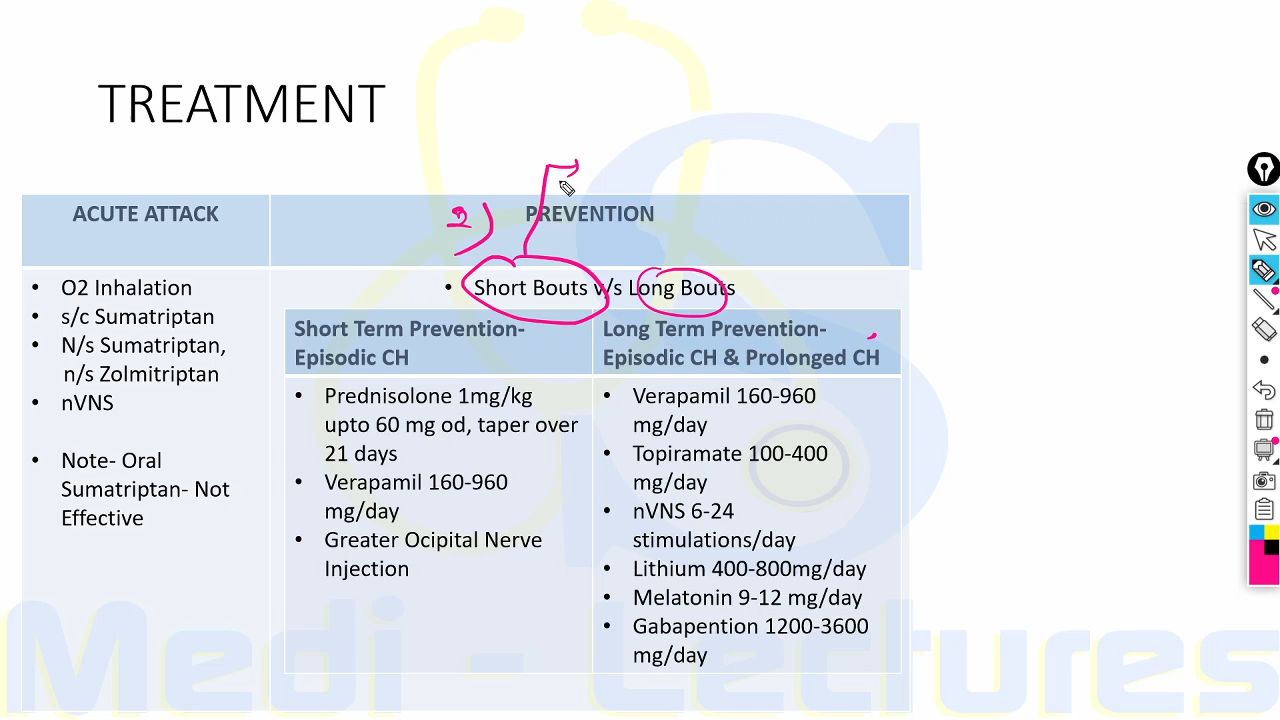 TREATMENT
ACUTE ATTACK
PREVENTION
2)
• O2 Inhalation
• s/c Sumatriptan
• N/s Sumatriptan,
n/s Zolmitriptan
• nVNS
• Note- Oral
Sumatriptan- Not
Effective
• Short Bouts v/s Long Bouts
Short Term Prevention-
Episodic CH
• Prednisolone 1mg/kg
upto 60 mg od, taper over
21 days
• Verapamil 160-960
mg/day
• Greater Ocipital Nerve
Injection
Long Term Prevention-
Episodic CH & Prolonged CH
• Verapamil 160-960
mg/day
• Topiramate 100-400
mg/day
• nVNS 6-24
stimulations/day
• Lithium 400-800mg/day
• Melatonin 9-12 mg/day
• Gabapention 1200-3600
mg/day
Medi - Lectures